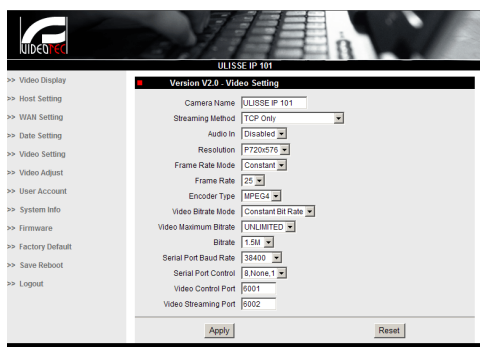 VIDEOTEC
ULISSE IP 101
>> Video Display
>> Host Setting
>> WAN Setting
>> Date Setting
>> Video Setting
>> Video Adjust
>> User Account
>> System Info
>> Firmware
>> Factory Default
>> Save Reboot
>> Logout
Version V2.0 - Video Setting
Camera Name ULISSE IP 101
Streaming Method TCP Only
Audio In Disabled
Resolution P720x576
Frame Rate Mode Constant
Frame Rate 25
Encoder Type MPEG4
Video Bitrate Mode Constant Bit Rate
Video Maximum Bitrate UNLIMITED
Bitrate 1.5M
Serial Port Baud Rate 38400
Serial Port Control 8,None,1
Video Control Port 6001
Video Streaming Port 6002
Apply Reset